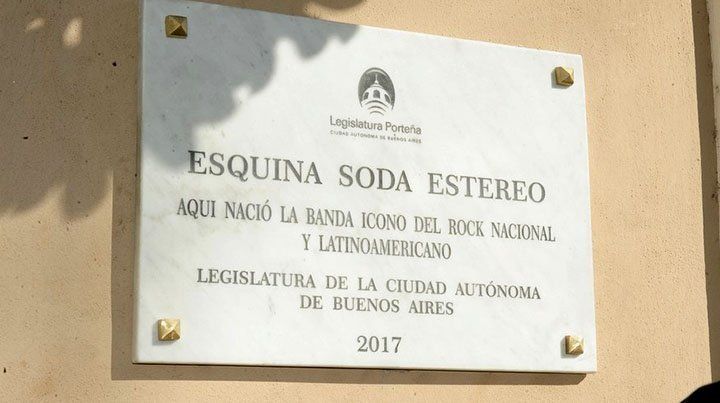 Legislatura Porteña
CIUDAD AUTÓNOMA DE BUENOS AIRES
ESQUINA SODA ESTEREO
AQUI NACIÓ LA BANDA ICONO DEL ROCK NACIONAL
Y LATINOAMERICANO
LEGISLATURA DE LA CIUDAD AUTÓNOMA
DE BUENOS AIRES
2017